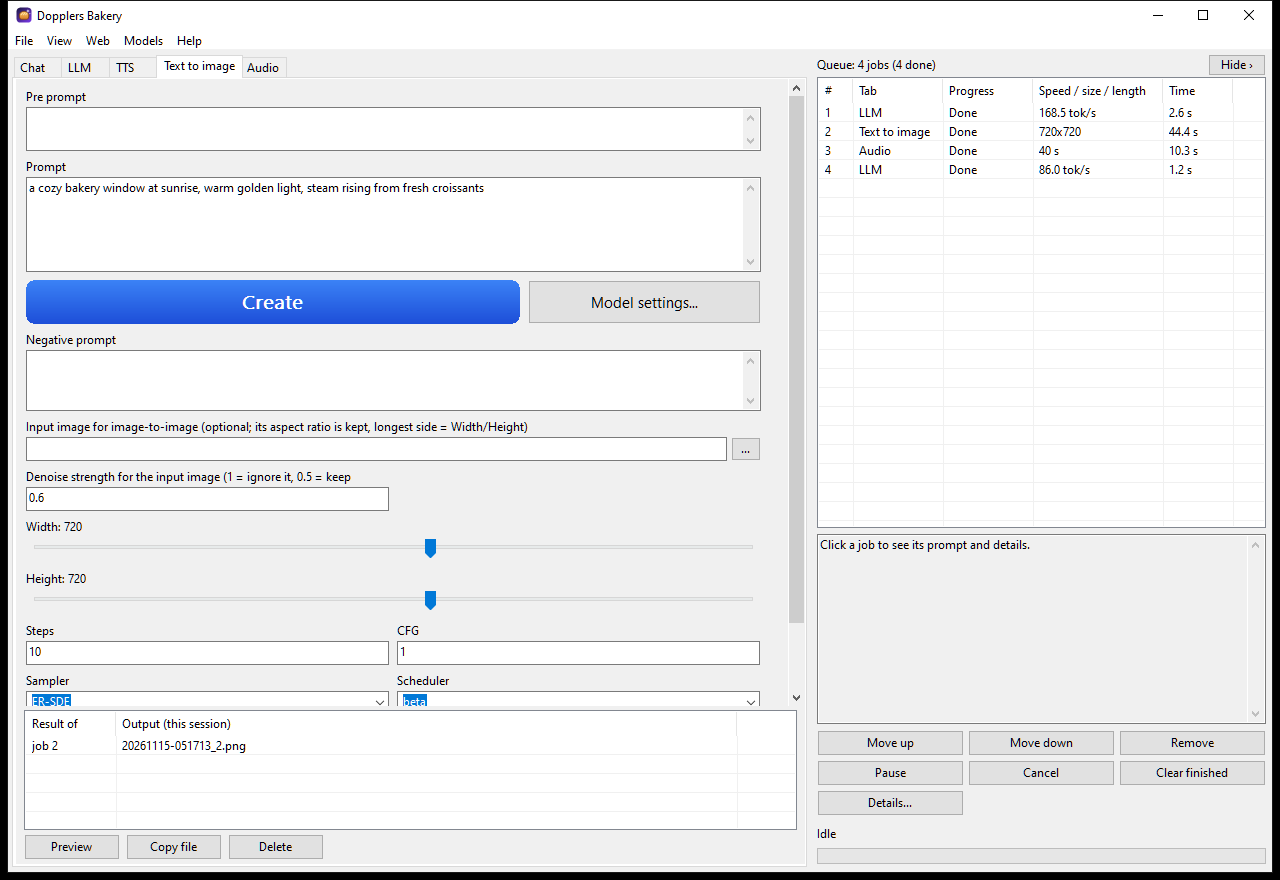 Dopplers Bakery
File View Web Models Help
Chat LLM TTS Text to image Audio
Pre prompt
Prompt
a cozy bakery window at sunrise, warm golden light, steam rising from fresh croissants
Create Model settings...
Negative prompt
Input image for image-to-image (optional; its aspect ratio is kept, longest side = Width/Height)
...
Denoise strength for the input image (1 = ignore it, 0.5 = keep
0.6
Width: 720
Height: 720
Steps CFG
10 1
Sampler Scheduler
ER-SDE beta
Result of Output (this session)
job 2 20261115-051713_2.png
Preview Copy file Delete
Queue: 4 jobs (4 done) Hide ›
# Tab Progress Speed / size / length Time
1 LLM Done 168.5 tok/s 2.6 s
2 Text to image Done 720x720 44.4 s
3 Audio Done 40 s 10.3 s
4 LLM Done 86.0 tok/s 1.2 s
Click a job to see its prompt and details.
Move up Move down Remove
Pause Cancel Clear finished
Details...
Idle